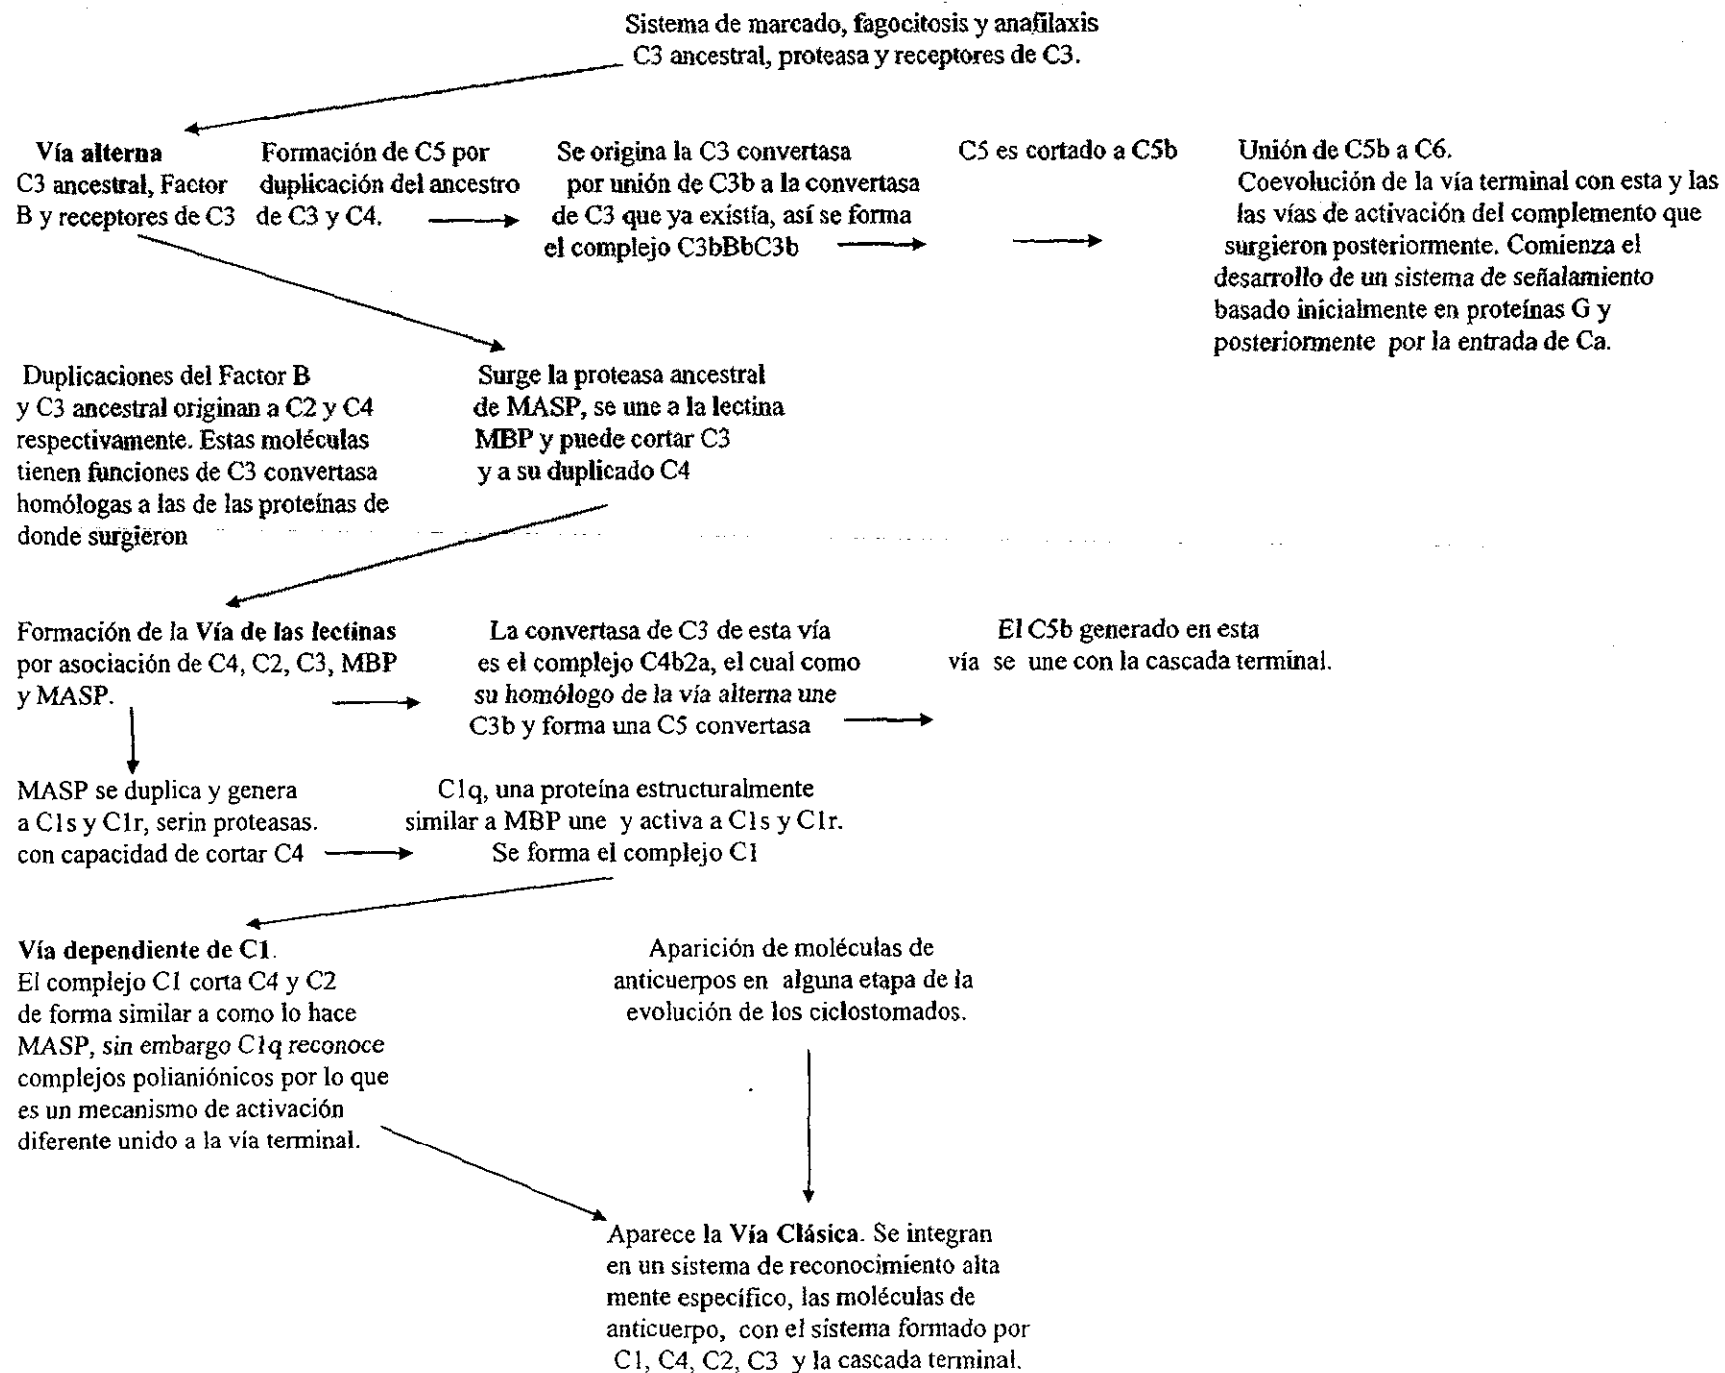 Sistema de marcado, fagocitosis y anafilaxis
C3 ancestral, proteasa y receptores de C3.
Vía alterna
C3 ancestral, Factor
B y receptores de C3
Formación de C5 por
duplicación del ancestro
de C3 y C4.
Se origina la C3 convertasa
por unión de C3b a la convertasa
de C3 que ya existía, así se forma
el complejo C3bBbC3b
C5 es cortado a C5b
Unión de C5b a C6.
Coevolución de la vía terminal con esta y las
las vías de activación del complemento que
surgieron posteriormente. Comienza el
desarrollo de un sistema de señalamiento
basado inicialmente en proteínas G y
posteriormente por la entrada de Ca.
Duplicaciones del Factor B
y C3 ancestral originan a C2 y C4
respectivamente. Estas moléculas
tienen funciones de C3 convertasa
homólogas a las de las proteínas de
donde surgieron
Surge la proteasa ancestral
de MASP, se une a la lectina
MBP y puede cortar C3
y a su duplicado C4
Formación de la Vía de las lectinas
por asociación de C4, C2, C3, MBP
y MASP.
La convertasa de C3 de esta vía
es el complejo C4b2a, el cual como
su homólogo de la vía alterna une
C3b y forma una C5 convertasa
El C5b generado en esta
vía se une con la cascada terminal.
MASP se duplica y genera
a C1s y C1r, serin proteasas.
con capacidad de cortar C4
C1q, una proteína estructuralmente
similar a MBP une y activa a C1s y C1r.
Se forma el complejo C1
Vía dependiente de C1.
El complejo C1 corta C4 y C2
de forma similar a como lo hace
MASP, sin embargo C1q reconoce
complejos polianiónicos por lo que
es un mecanismo de activación
diferente unido a la vía terminal.
Aparición de moléculas de
anticuerpos en alguna etapa de la
evolución de los ciclostomados.
Aparece la Vía Clásica. Se integran
en un sistema de reconocimiento alta
mente específico, las moléculas de
anticuerpo, con el sistema formado por
C1, C4, C2, C3 y la cascada terminal.